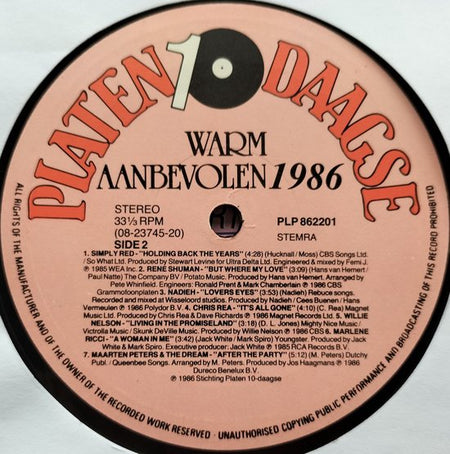 PLATEN 10 DAAGSE
WARM
AANBEVOLEN 1986
STEREO
33⅓ RPM
(08-23745-20)
SIDE 2
PLP 862201
STEMRA
1. SIMPLY RED - "HOLDING BACK THE YEARS" (4:28) (Hucknall / Moss) CBS Songs Ltd./
So What Ltd. Produced by Stewart Levine for Ultra Delta Ltd. Engineered & mixed by Femi J.
℗ 1985 WEA Inc. 2. RENÉ SHUMAN - "BUT WHERE MY LOVE" (3:09) (Hans van Hemert /
Paul Natte) The Company BV / Potato Music. Produced by Hans van Hemert. Arranged by
Pete Whinfield. Engineers: Ronald Prent & Mark Chamberlain ℗ 1986 CBS
Grammofoonplaten B.V. 3. NADIEH - "LOVERS EYES" (3:53) (Nadieh) Rebuce songs.
Recorded and mixed at Wisseloord studios. Produced by Nadieh / Cees Buenen / Hans
Vermeulen ℗ 1986 Polydor B.V. 4. CHRIS REA - "IT'S ALL GONE" (4:10) (C. Rea) Magnet
Music Ltd. Produced by Chris Rea & Dave Richards ℗ 1986 Magnet Records Ltd. 5. WILLIE
NELSON - "LIVING IN THE PROMISELAND" (3:18) (D. L. Jones) Mighty Nice Music /
Victrola / Skunk DeVille Music. Produced by Willie Nelson ℗ 1986 CBS 6. MARLENE
RICCI - "A WOMAN IN ME" (3:42) (Jack White / Mark Spiro) Youngster. Produced by Jack
White & Mark Spiro. Executive producer: Jack White ℗ 1985 RCA Records B.V.
7. MAARTEN PETERS & THE DREAM - "AFTER THE PARTY" (5:12) (M. Peters) Dutchy
Publ. / Queenbee Songs. Arranged by M. Peters. Produced by Jos Haagmans ℗ 1986
Dureco Benelux B.V.
℗ 1986 Stichting Platen 10-daagse
ALL RIGHTS OF THE MANUFACTURER AND OF THE OWNER OF THE RECORDED WORK RESERVED · UNAUTHORISED COPYING PUBLIC PERFORMANCE AND BROADCASTING OF THIS RECORD PROHIBITED